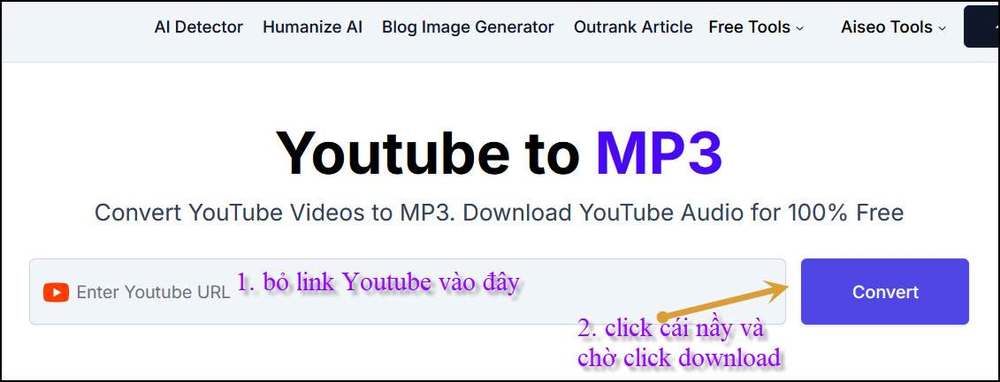 AI Detector Humanize AI Blog Image Generator Outrank Article Free Tools Aiseo Tools
Youtube to MP3
Convert YouTube Videos to MP3. Download YouTube Audio for 100% Free
Enter Youtube URL 1. bỏ link Youtube vào đây
Convert
2. click cái nầy và
chờ click download